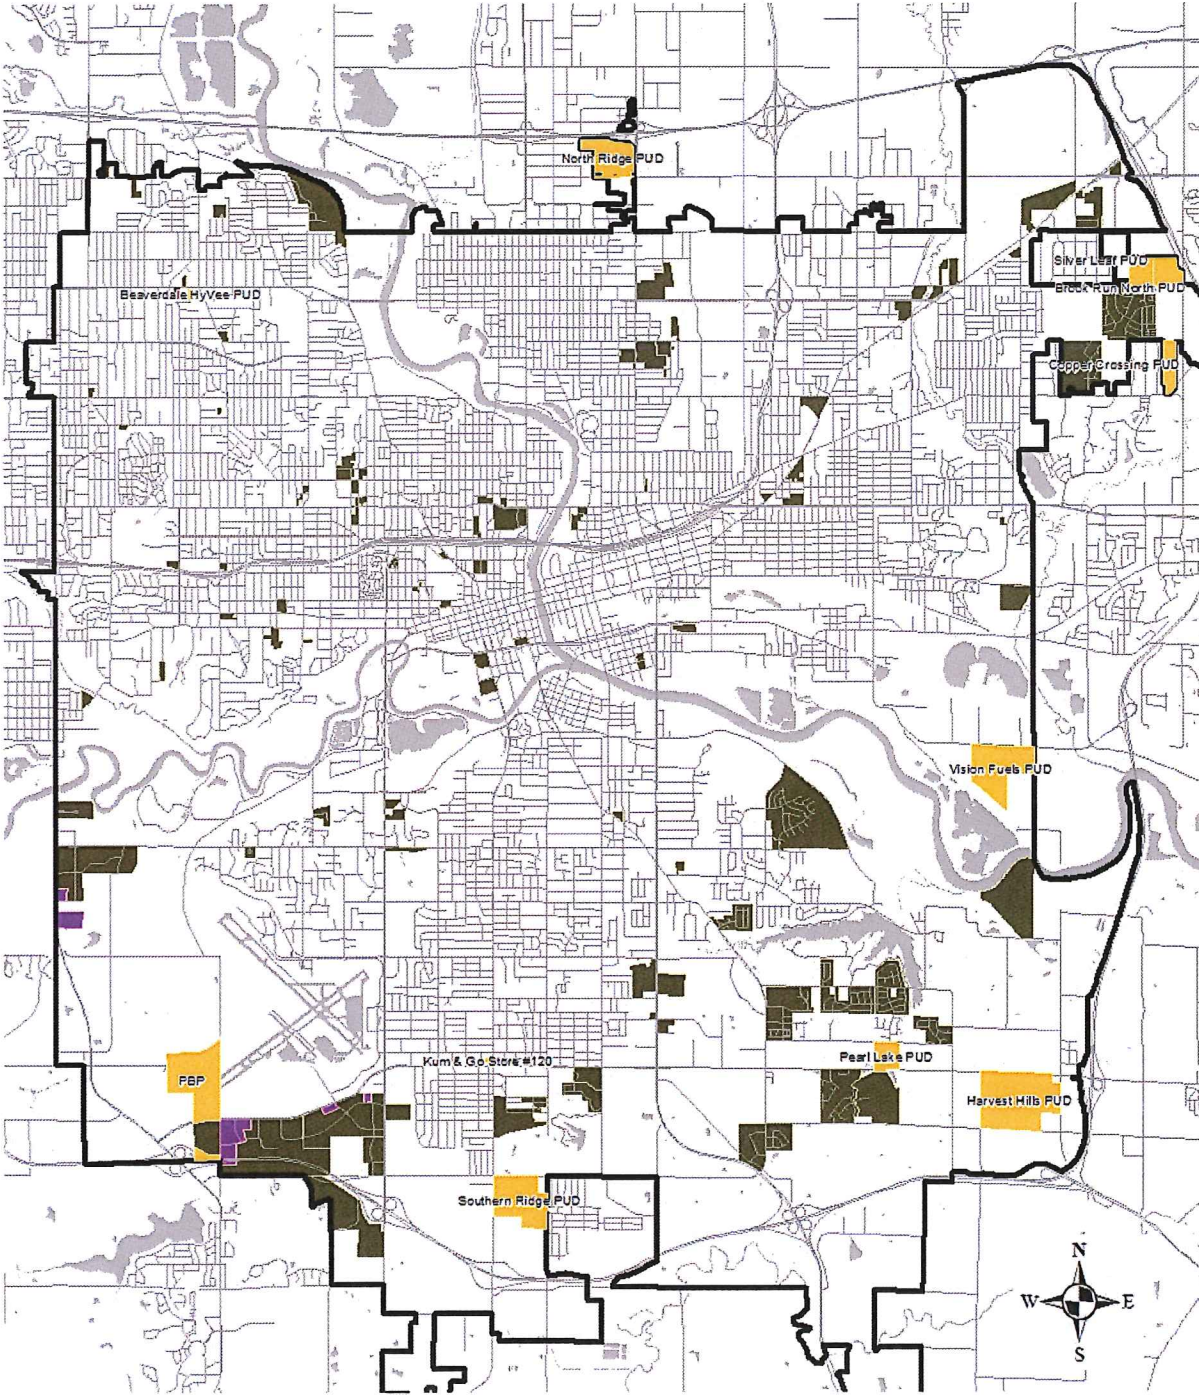 North Ridge PUD
Silver Leaf PUD
Brook Run North PUD
Beaverdale HyVee PUD
Copper Crossing PUD
Vision Fuels PUD
Kum & Go Store #120
Pearl Lake PUD
PBP
Harvest Hills PUD
Southern Ridge PUD
N
W
E
S